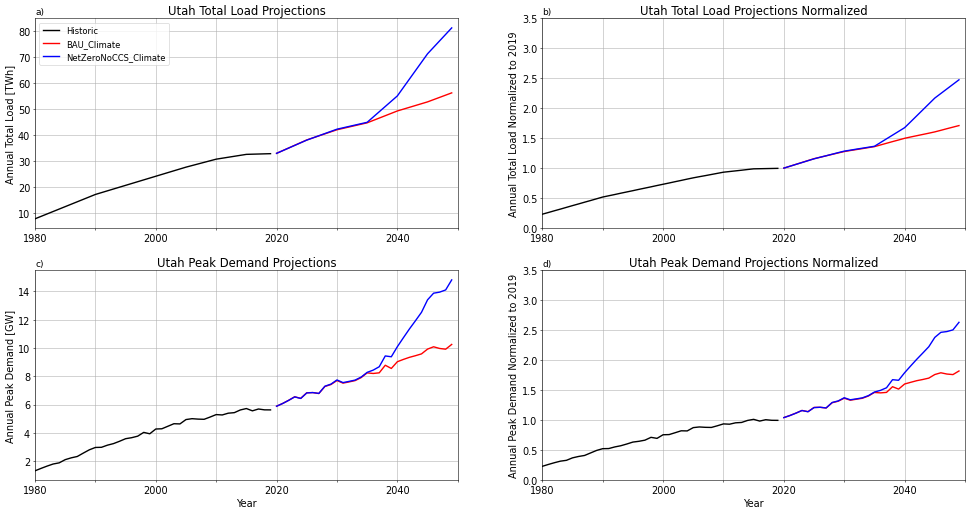 a)
Utah Total Load Projections
Historic
BAU_Climate
NetZeroNoCCS_Climate
Annual Total Load [TWh]
80
70
60
50
40
30
20
10
1980
2000
2020
2040
b)
Utah Total Load Projections Normalized
Annual Total Load Normalized to 2019
3.5
3.0
2.5
2.0
1.5
1.0
0.5
0.0
1980
2000
2020
2040
c)
Utah Peak Demand Projections
Annual Peak Demand [GW]
14
12
10
8
6
4
2
1980
2000
2020
2040
Year
d)
Utah Peak Demand Projections Normalized
Annual Peak Demand Normalized to 2019
3.5
3.0
2.5
2.0
1.5
1.0
0.5
0.0
1980
2000
2020
2040
Year